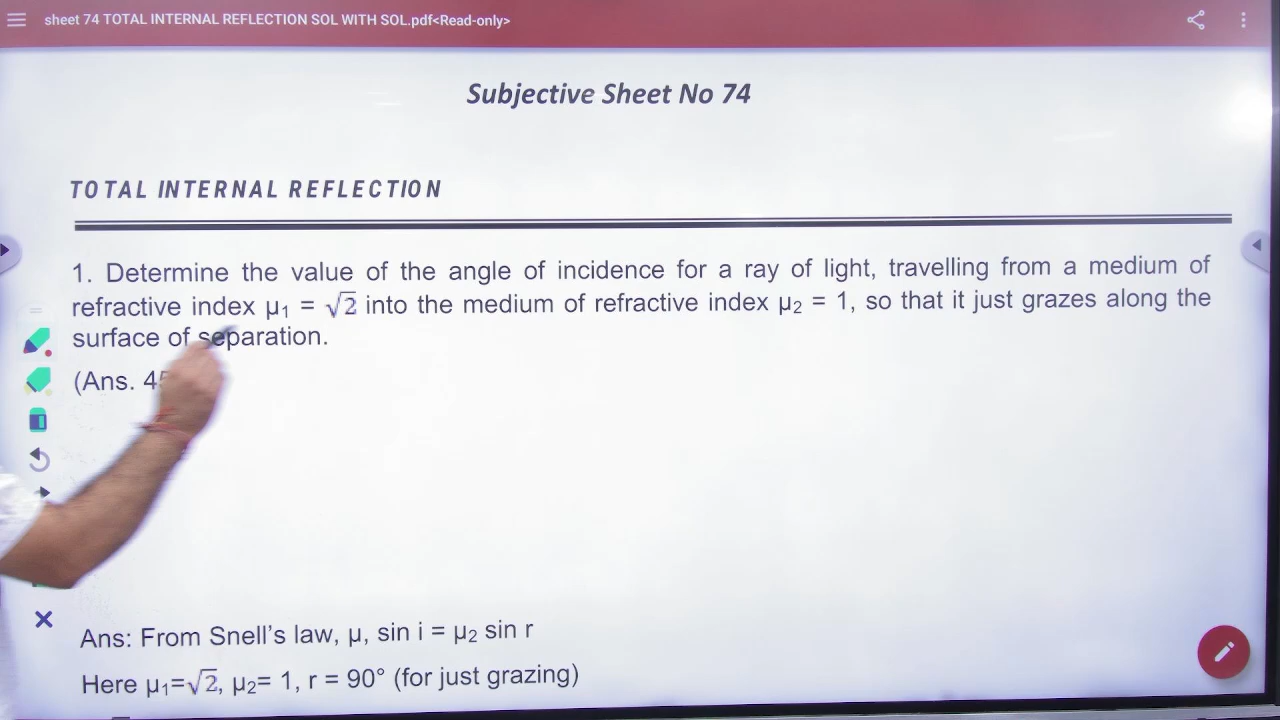 sheet 74 TOTAL INTERNAL REFLECTION SOL WITH SOL.pdf<Read-only>
Subjective Sheet No 74
TOTAL INTERNAL REFLECTION
1. Determine the value of the angle of incidence for a ray of light, travelling from a medium of
refractive index μ₁ = √2 into the medium of refractive index μ₂ = 1, so that it just grazes along the
surface of separation.
(Ans. 45
Ans: From Snell's law, μ, sin i = μ₂ sin r
Here μ₁=√2, μ₂= 1, r = 90° (for just grazing)